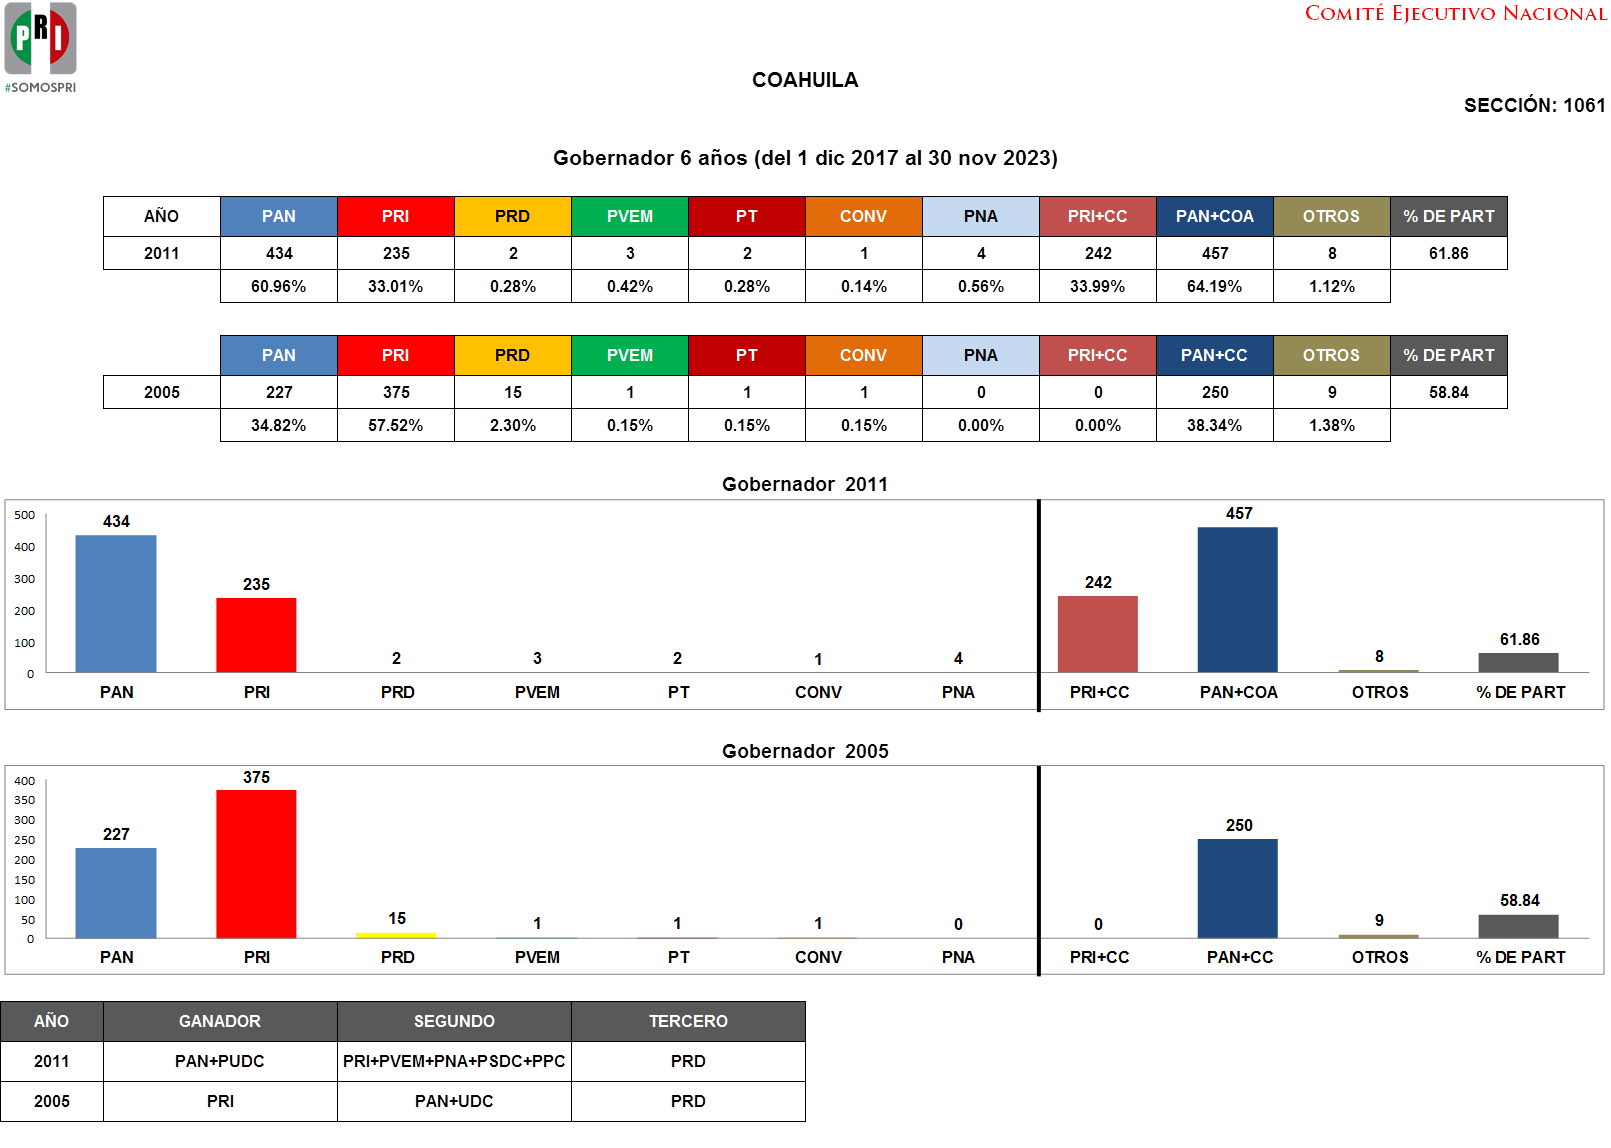 PRI
#SOMOSPRI
COMITÉ EJECUTIVO NACIONAL
COAHUILA
SECCIÓN: 1061
Gobernador 6 años (del 1 dic 2017 al 30 nov 2023)
AÑO PAN PRI PRD PVEM PT CONV PNA PRI+CC PAN+COA OTROS % DE PART
2011 434 235 2 3 2 1 4 242 457 8 61.86
60.96% 33.01% 0.28% 0.42% 0.28% 0.14% 0.56% 33.99% 64.19% 1.12%
PAN PRI PRD PVEM PT CONV PNA PRI+CC PAN+CC OTROS % DE PART
2005 227 375 15 1 1 1 0 0 250 9 58.84
34.82% 57.52% 2.30% 0.15% 0.15% 0.15% 0.00% 0.00% 38.34% 1.38%
Gobernador 2011
500
400
300
200
100
0
434 235 2 3 2 1 4 242 457 8 61.86
PAN PRI PRD PVEM PT CONV PNA PRI+CC PAN+COA OTROS % DE PART
Gobernador 2005
400
350
300
250
200
150
100
50
0
227 375 15 1 1 1 0 0 250 9 58.84
PAN PRI PRD PVEM PT CONV PNA PRI+CC PAN+CC OTROS % DE PART
AÑO GANADOR SEGUNDO TERCERO
2011 PAN+PUDC PRI+PVEM+PNA+PSDC+PPC PRD
2005 PRI PAN+UDC PRD